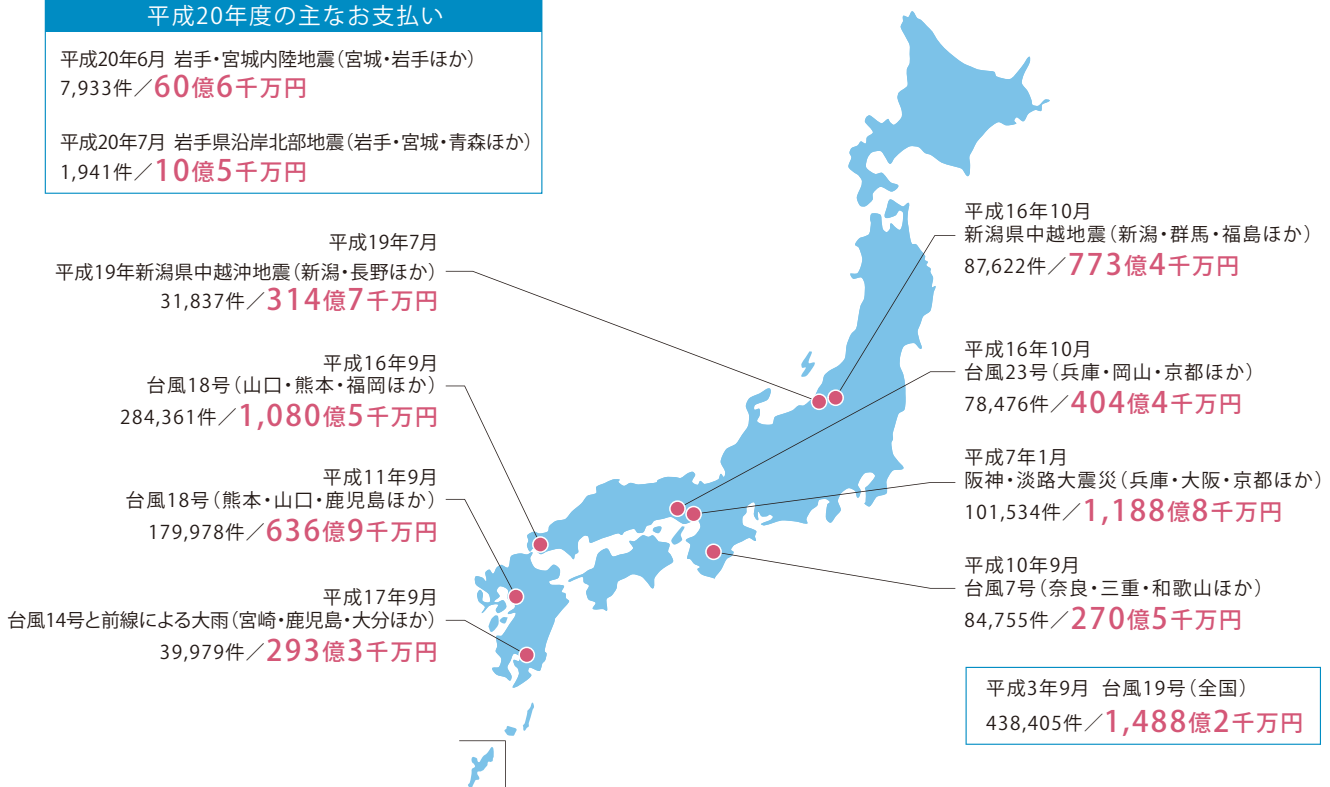 平成20年度の主なお支払い
平成20年6月 岩手・宮城内陸地震(宮城・岩手ほか)
7,933件／60億6千万円
平成20年7月 岩手県沿岸北部地震(岩手・宮城・青森ほか)
1,941件／10億5千万円
平成19年7月
平成19年新潟県中越沖地震(新潟・長野ほか)
31,837件／314億7千万円
平成16年9月
台風18号(山口・熊本・福岡ほか)
284,361件／1,080億5千万円
平成11年9月
台風18号(熊本・山口・鹿児島ほか)
179,978件／636億9千万円
平成17年9月
台風14号と前線による大雨(宮崎・鹿児島・大分ほか)
39,979件／293億3千万円
平成16年10月
新潟県中越地震(新潟・群馬・福島ほか)
87,622件／773億4千万円
平成16年10月
台風23号(兵庫・岡山・京都ほか)
78,476件／404億4千万円
平成7年1月
阪神・淡路大震災(兵庫・大阪・京都ほか)
101,534件／1,188億8千万円
平成10年9月
台風7号(奈良・三重・和歌山ほか)
84,755件／270億5千万円
平成3年9月 台風19号(全国)
438,405件／1,488億2千万円